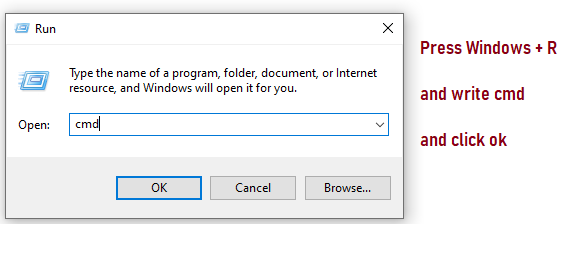 Run
Press Windows + R
Type the name of a program, folder, document, or Internet
resource, and Windows will open it for you.
and write cmd
Open: cmd
and click ok
OK Cancel Browse...